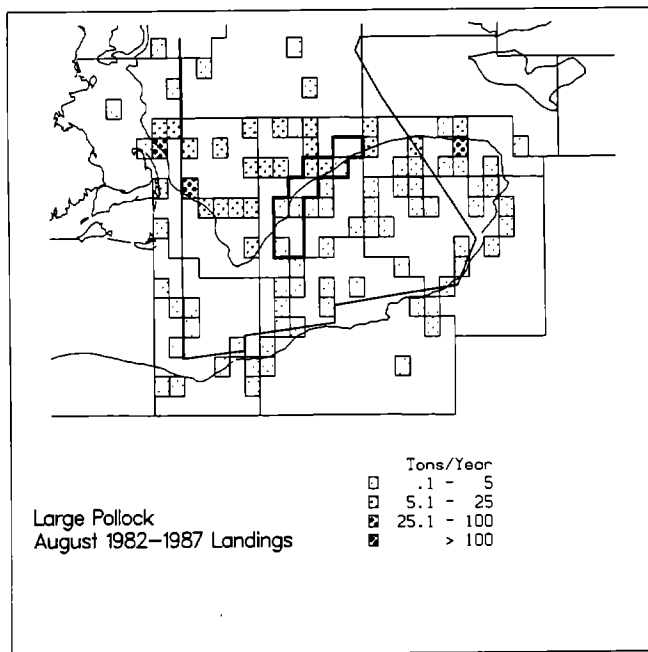 Tons/Year
.1 - 5
5.1 - 25
25.1 - 100
> 100
Large Pollock
August 1982-1987 Landings